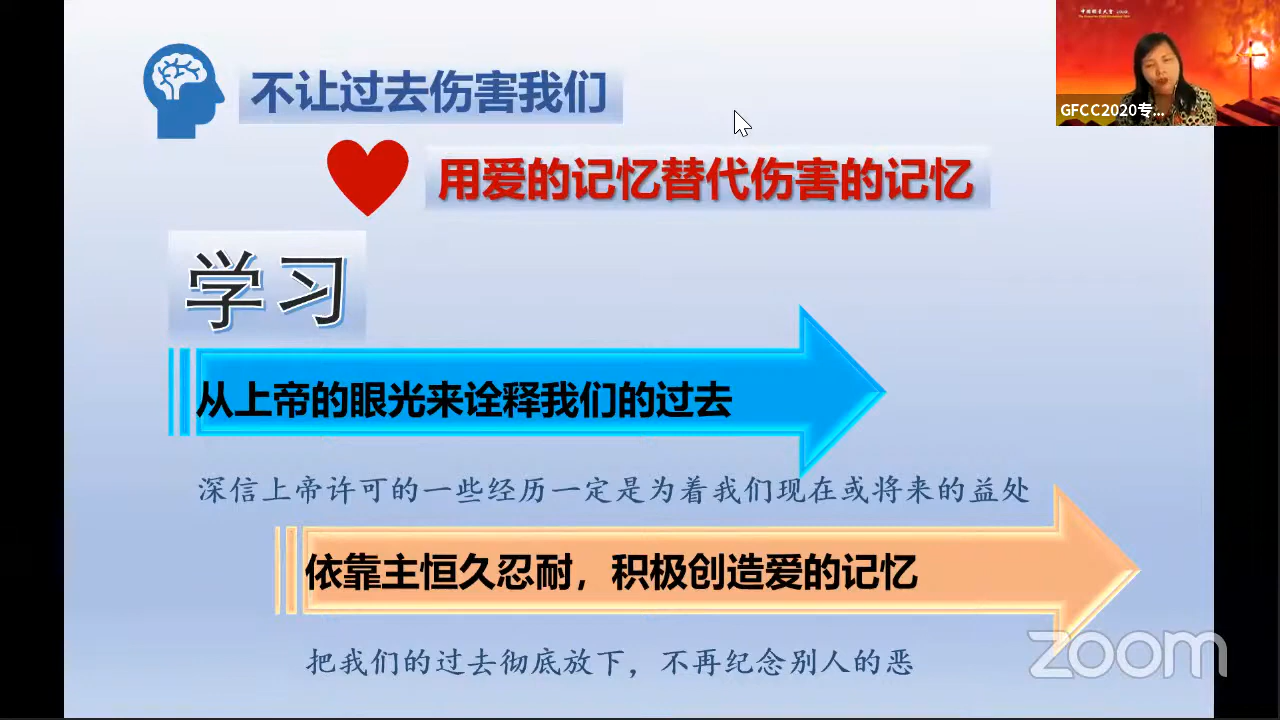 不让过去伤害我们
用爱的记忆替代伤害的记忆
学习
从上帝的眼光来诠释我们的过去
深信上帝许可的一些经历一定是为着我们现在或将来的益处
依靠主恒久忍耐，积极创造爱的记忆
把我们的过去彻底放下，不再纪念别人的恶
GFCC2020专...
zoom